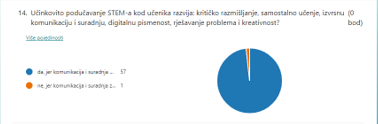 14. Učinkovito podučavanje STEM-a kod učenika razvija: kritičko razmišljanje, samostalno učenje, izvrsnu (0
komunikaciju i suradnju, digitalnu pismenost, rješavanje problema i kreativnost? bod)
Više pojedinosti
da, jer komunikacija i suradnja ... 57
ne, jer komunikacija i suradnja z... 1